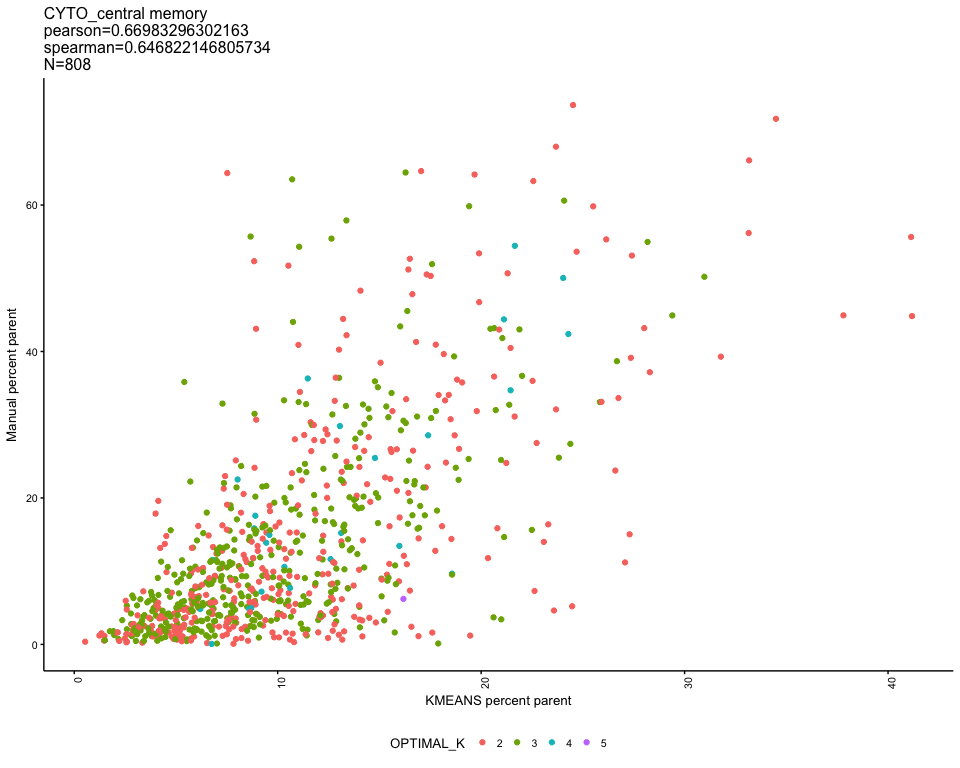 CYTO_central memory
pearson=0.66983296302163
spearman=0.646822146805734
N=808
Manual percent parent
60
40
20
0
0 10 20 30 40
KMEANS percent parent
OPTIMAL_K 2 3 4 5